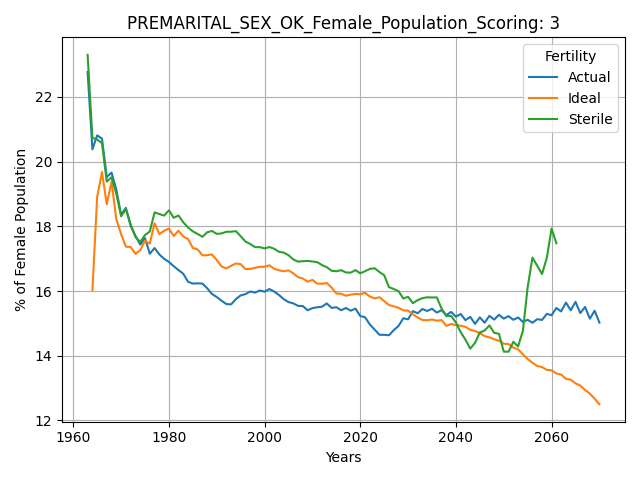 PREMARITAL_SEX_OK_Female_Population_Scoring: 3
Fertility
Actual
Ideal
Sterile
22
20
18
16
14
12
% of Female Population
1960 1980 2000 2020 2040 2060
Years